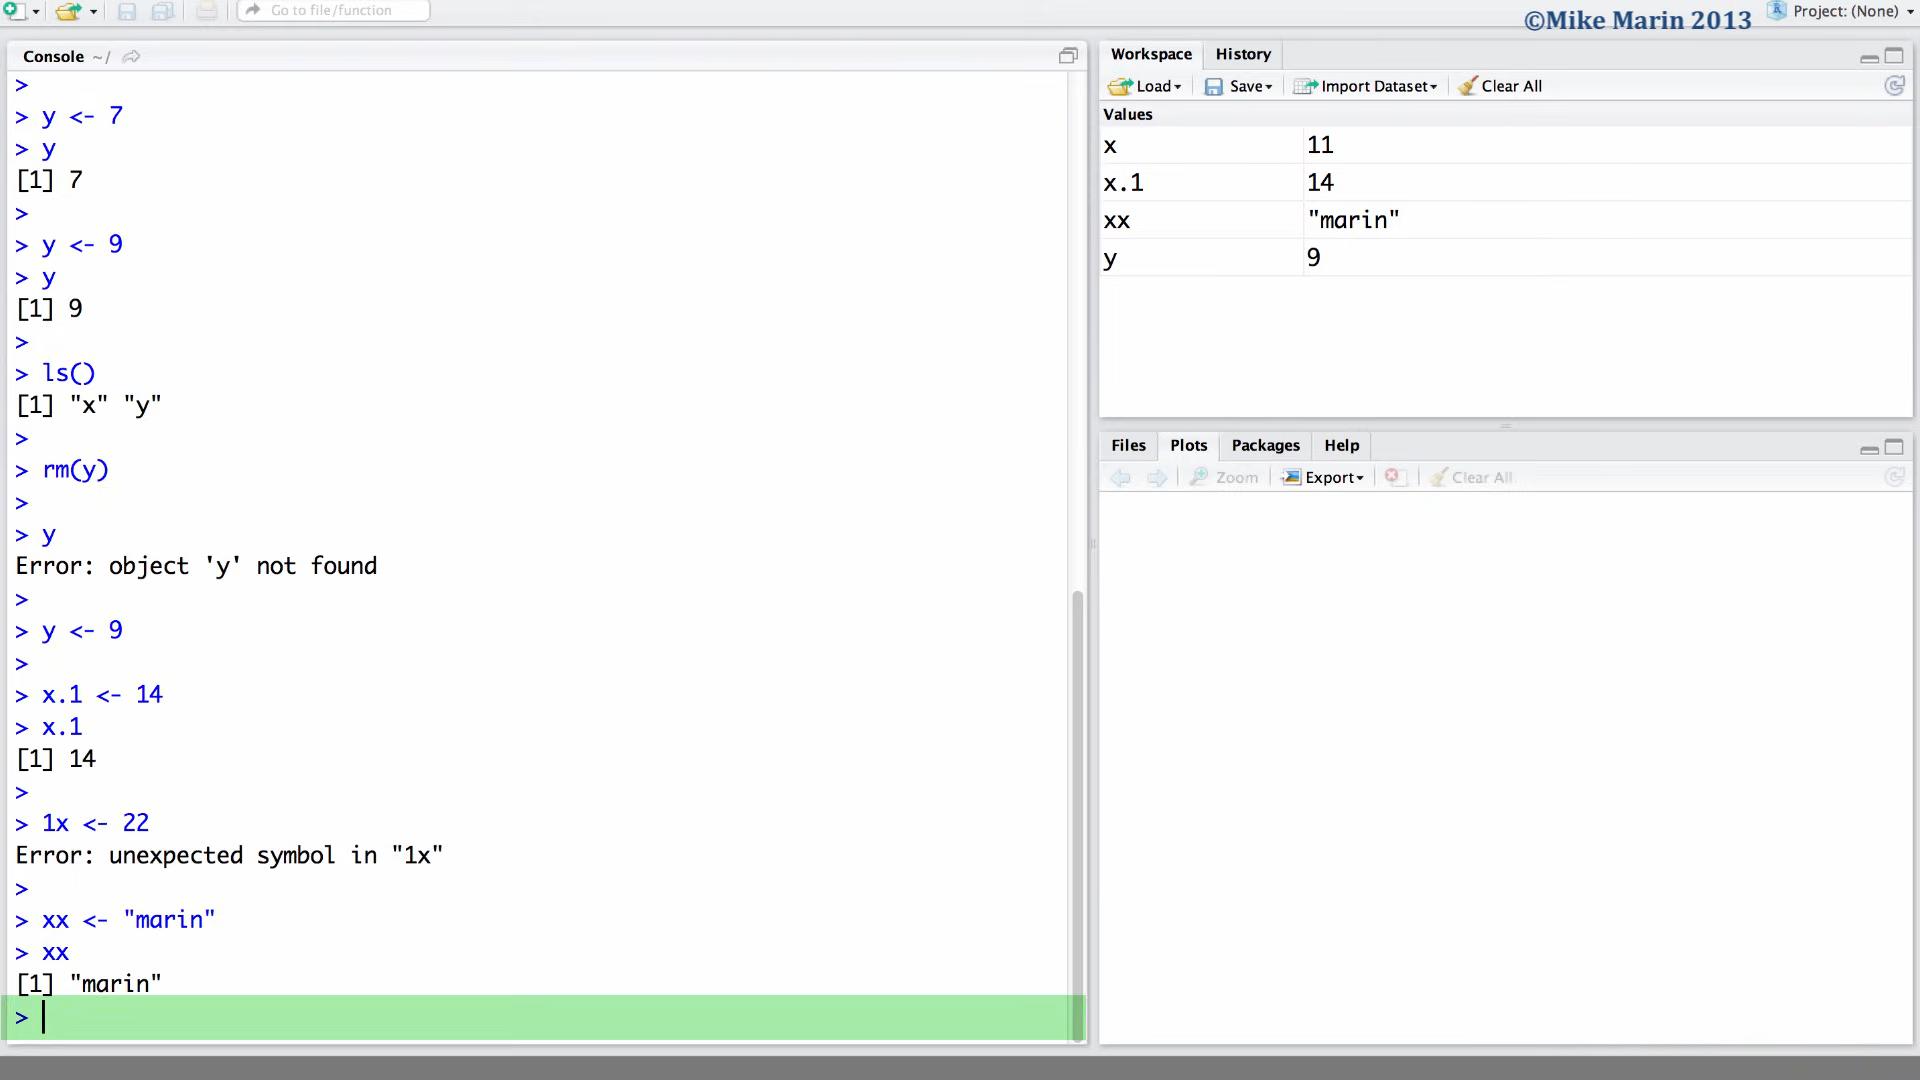 Go to file/function
©Mike Marin 2013
Project: (None)
Console ~/
>
> y <- 7
> y
[1] 7
>
> y <- 9
> y
[1] 9
>
> ls()
[1] "x" "y"
>
> rm(y)
>
> y
Error: object 'y' not found
>
> y <- 9
>
> x.1 <- 14
> x.1
[1] 14
>
> 1x <- 22
Error: unexpected symbol in "1x"
>
> xx <- "marin"
> xx
[1] "marin"
>
Workspace History
Load Save Import Dataset Clear All
Values
x 11
x.1 14
xx "marin"
y 9
Files Plots Packages Help
Zoom Export Clear All